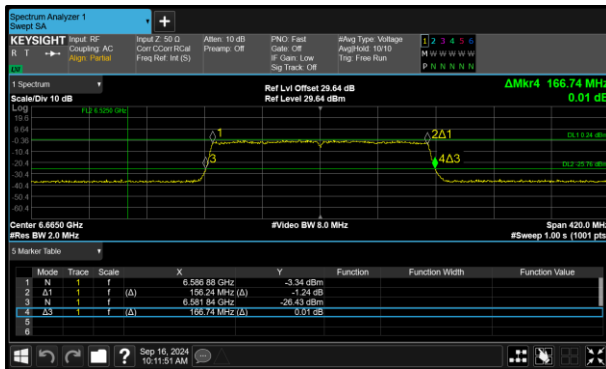 Spectrum Analyzer 1
Swept SA
KEYSIGHT Input: RF Input Z: 50 Ω Atten: 10 dB PNO: Fast #Avg Type: Voltage 1 2 3 4 5 6
R T Coupling: AC Corr CCorr RCal Preamp: Off Gate: Off Avg|Hold: 10/10 M W W W W W
Align: Partial Freq Ref: Int (S) IF Gain: Low Trig: Free Run
Sig Track: Off P N N N N N
1 Spectrum Ref Lvl Offset 29.64 dB ΔMkr4 166.74 MHz
Scale/Div 10 dB Ref Level 29.64 dBm 0.01 dB
Log
19.6 FL2 6.5250 GHz
9.64
-0.36 1 2Δ1 DL1 0.24 dBm
-10.4
-20.4 3 4Δ3 DL2 -25.76 dBm
-30.4
-40.4
-50.4
-60.4
Center 6.6650 GHz #Video BW 8.0 MHz Span 420.0 MHz
#Res BW 2.0 MHz #Sweep 1.00 s (1001 pts)
5 Marker Table
Mode Trace Scale X Y Function Function Width Function Value
1 N 1 f 6.586 88 GHz -3.34 dBm
2 Δ1 1 f (Δ) 156.24 MHz (Δ) -1.24 dB
3 N 1 f 6.581 84 GHz -26.43 dBm
4 Δ3 1 f (Δ) 166.74 MHz (Δ) 0.01 dB
5
6
? Sep 16, 2024
10:11:51 AM